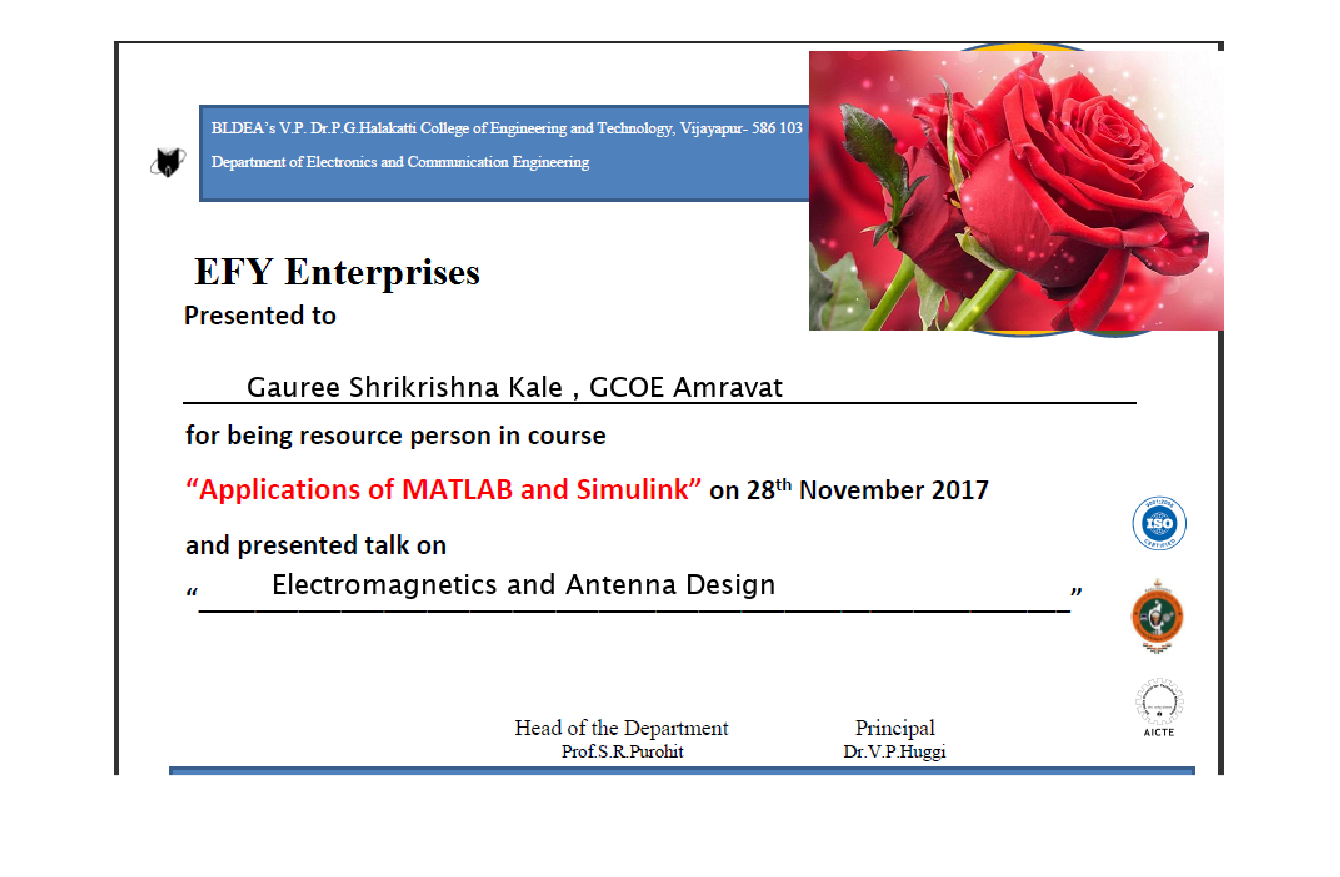 BLDEA's V.P. Dr.P.G.Halakatti College of Engineering and Technology, Vijayapur- 586 103
Department of Electronics and Communication Engineering
EFY Enterprises
Presented to
Gauree Shrikrishna Kale , GCOE Amravat
for being resource person in course
“Applications of MATLAB and Simulink” on 28th November 2017
ISO
CERTIFIED
and presented talk on
“ Electromagnetics and Antenna Design ”
AICTE
Head of the Department Principal
Prof.S.R.Purohit Dr.V.P.Huggi